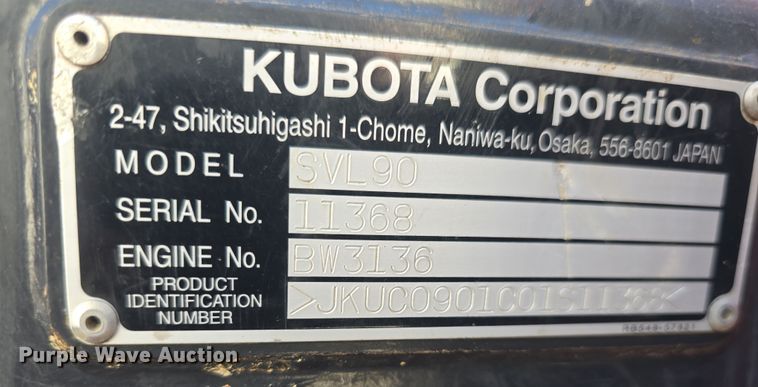 KUBOTA Corporation
2-47, Shikitsuhigashi 1-Chome, Naniwa-ku, Osaka, 556-8601 JAPAN
MODEL SVL90
SERIAL No. 11368
ENGINE No. BW3136
PRODUCT IDENTIFICATION NUMBER >JKUC0901C01S11368<
Purple Wave Auction